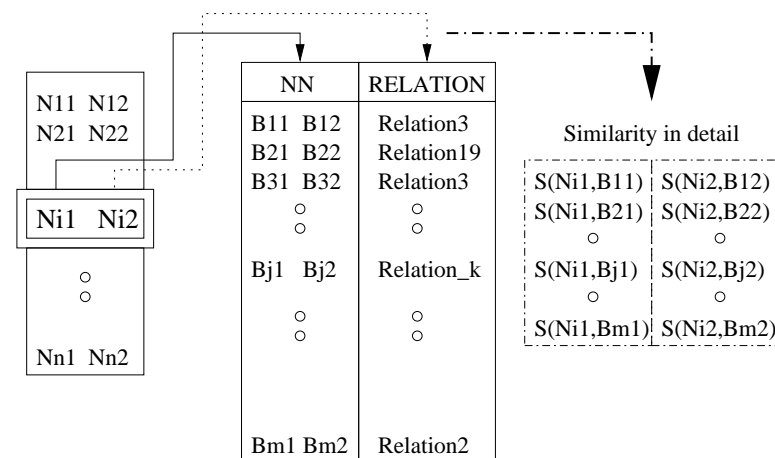 N11 N12
N21 N22
Ni1 Ni2
Nn1 Nn2
NN RELATION
B11 B12 Relation3
B21 B22 Relation19
B31 B32 Relation3
Bj1 Bj2 Relation_k
Bm1 Bm2 Relation2
Similarity in detail
S(Ni1,B11) S(Ni2,B12)
S(Ni1,B21) S(Ni2,B22)
S(Ni1,Bj1) S(Ni2,Bj2)
S(Ni1,Bm1) S(Ni2,Bm2)